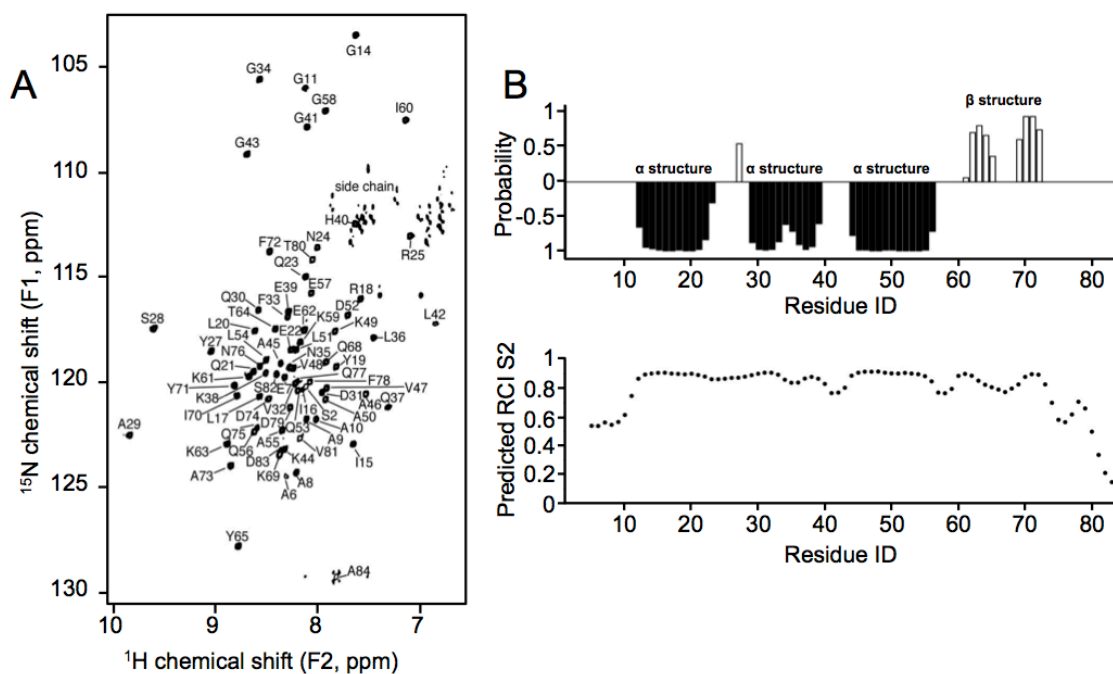 A
105
110
115
120
125
130
15N chemical shift (F1, ppm)
10 9 8 7
1H chemical shift (F2, ppm)
G14
G34
G11
G58
I60
G41
G43
side chain
H40
N24
F72
T80
R25
Q23
E57
E39
R18
Q30
F33
D52
T64
E62
K59
K49
L42
S28
L20
E22
L51
L36
L54
A45
N35
Q68
Y27
V48
Y19
N76
Q77
Q21
F78
K61
S82
E7
V47
Y71
D31
Q37
K38
I16
S2
A46
I70
V32
A50
A29
L17
D74
D79
Q53
A10
Q75
A9
A55
K63
Q56
V81
I15
D83
K44
A73
K69
A8
A6
Y65
A84
B
β structure
α structure α structure α structure
1
0.5
0
-0.5
1
Probability
10 20 30 40 50 60 70 80
Residue ID
1
0.8
0.6
0.4
0.2
0
Predicted RCI S2
10 20 30 40 50 60 70 80
Residue ID